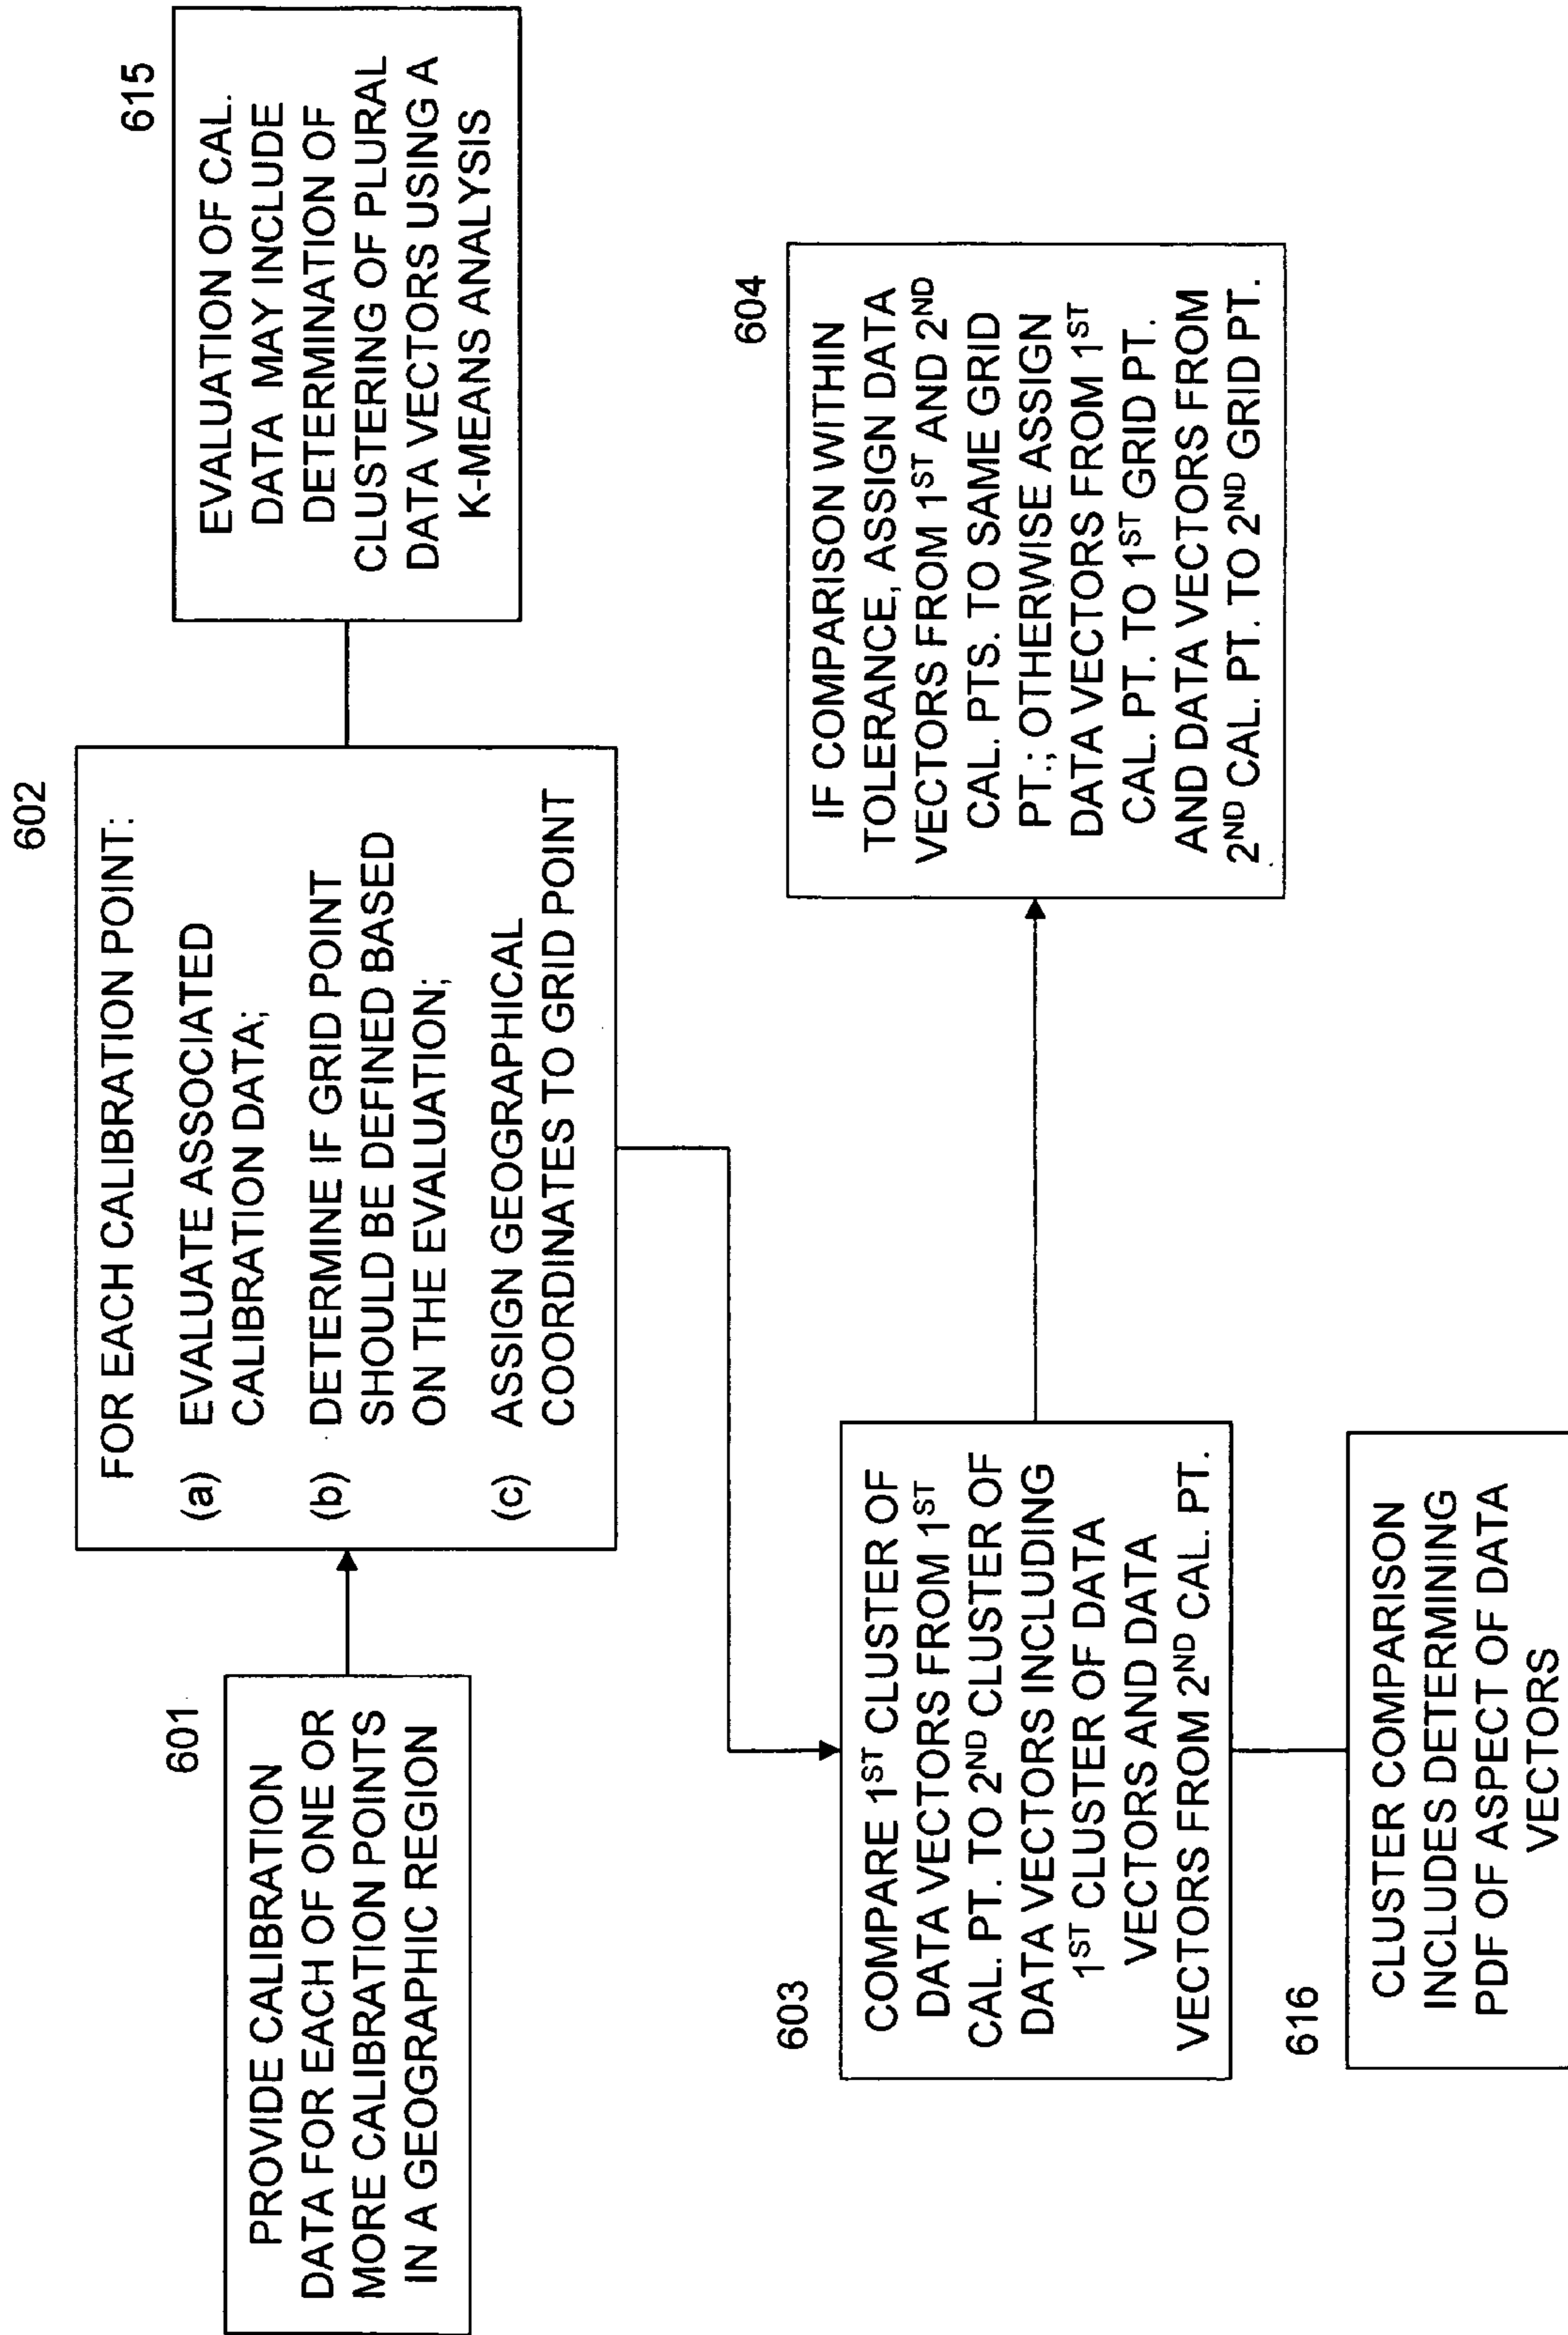 601
PROVIDE CALIBRATION
DATA FOR EACH OF ONE OR
MORE CALIBRATION POINTS
IN A GEOGRAPHIC REGION
602
FOR EACH CALIBRATION POINT:
(a) EVALUATE ASSOCIATED
CALIBRATION DATA;
(b) DETERMINE IF GRID POINT
SHOULD BE DEFINED BASED
ON THE EVALUATION;
(c) ASSIGN GEOGRAPHICAL
COORDINATES TO GRID POINT
615
EVALUATION OF CAL.
DATA MAY INCLUDE
DETERMINATION OF
CLUSTERING OF PLURAL
DATA VECTORS USING A
K-MEANS ANALYSIS
603
COMPARE 1ST CLUSTER OF
DATA VECTORS FROM 1ST
CAL. PT. TO 2ND CLUSTER OF
DATA VECTORS INCLUDING
1ST CLUSTER OF DATA
VECTORS AND DATA
VECTORS FROM 2ND CAL. PT.
604
IF COMPARISON WITHIN
TOLERANCE, ASSIGN DATA
VECTORS FROM 1ST AND 2ND
CAL. PTS. TO SAME GRID
PT.; OTHERWISE ASSIGN
DATA VECTORS FROM 1ST
CAL. PT. TO 1ST GRID PT.
AND DATA VECTORS FROM
2ND CAL. PT. TO 2ND GRID PT.
616
CLUSTER COMPARISON
INCLUDES DETERMINING
PDF OF ASPECT OF DATA
VECTORS